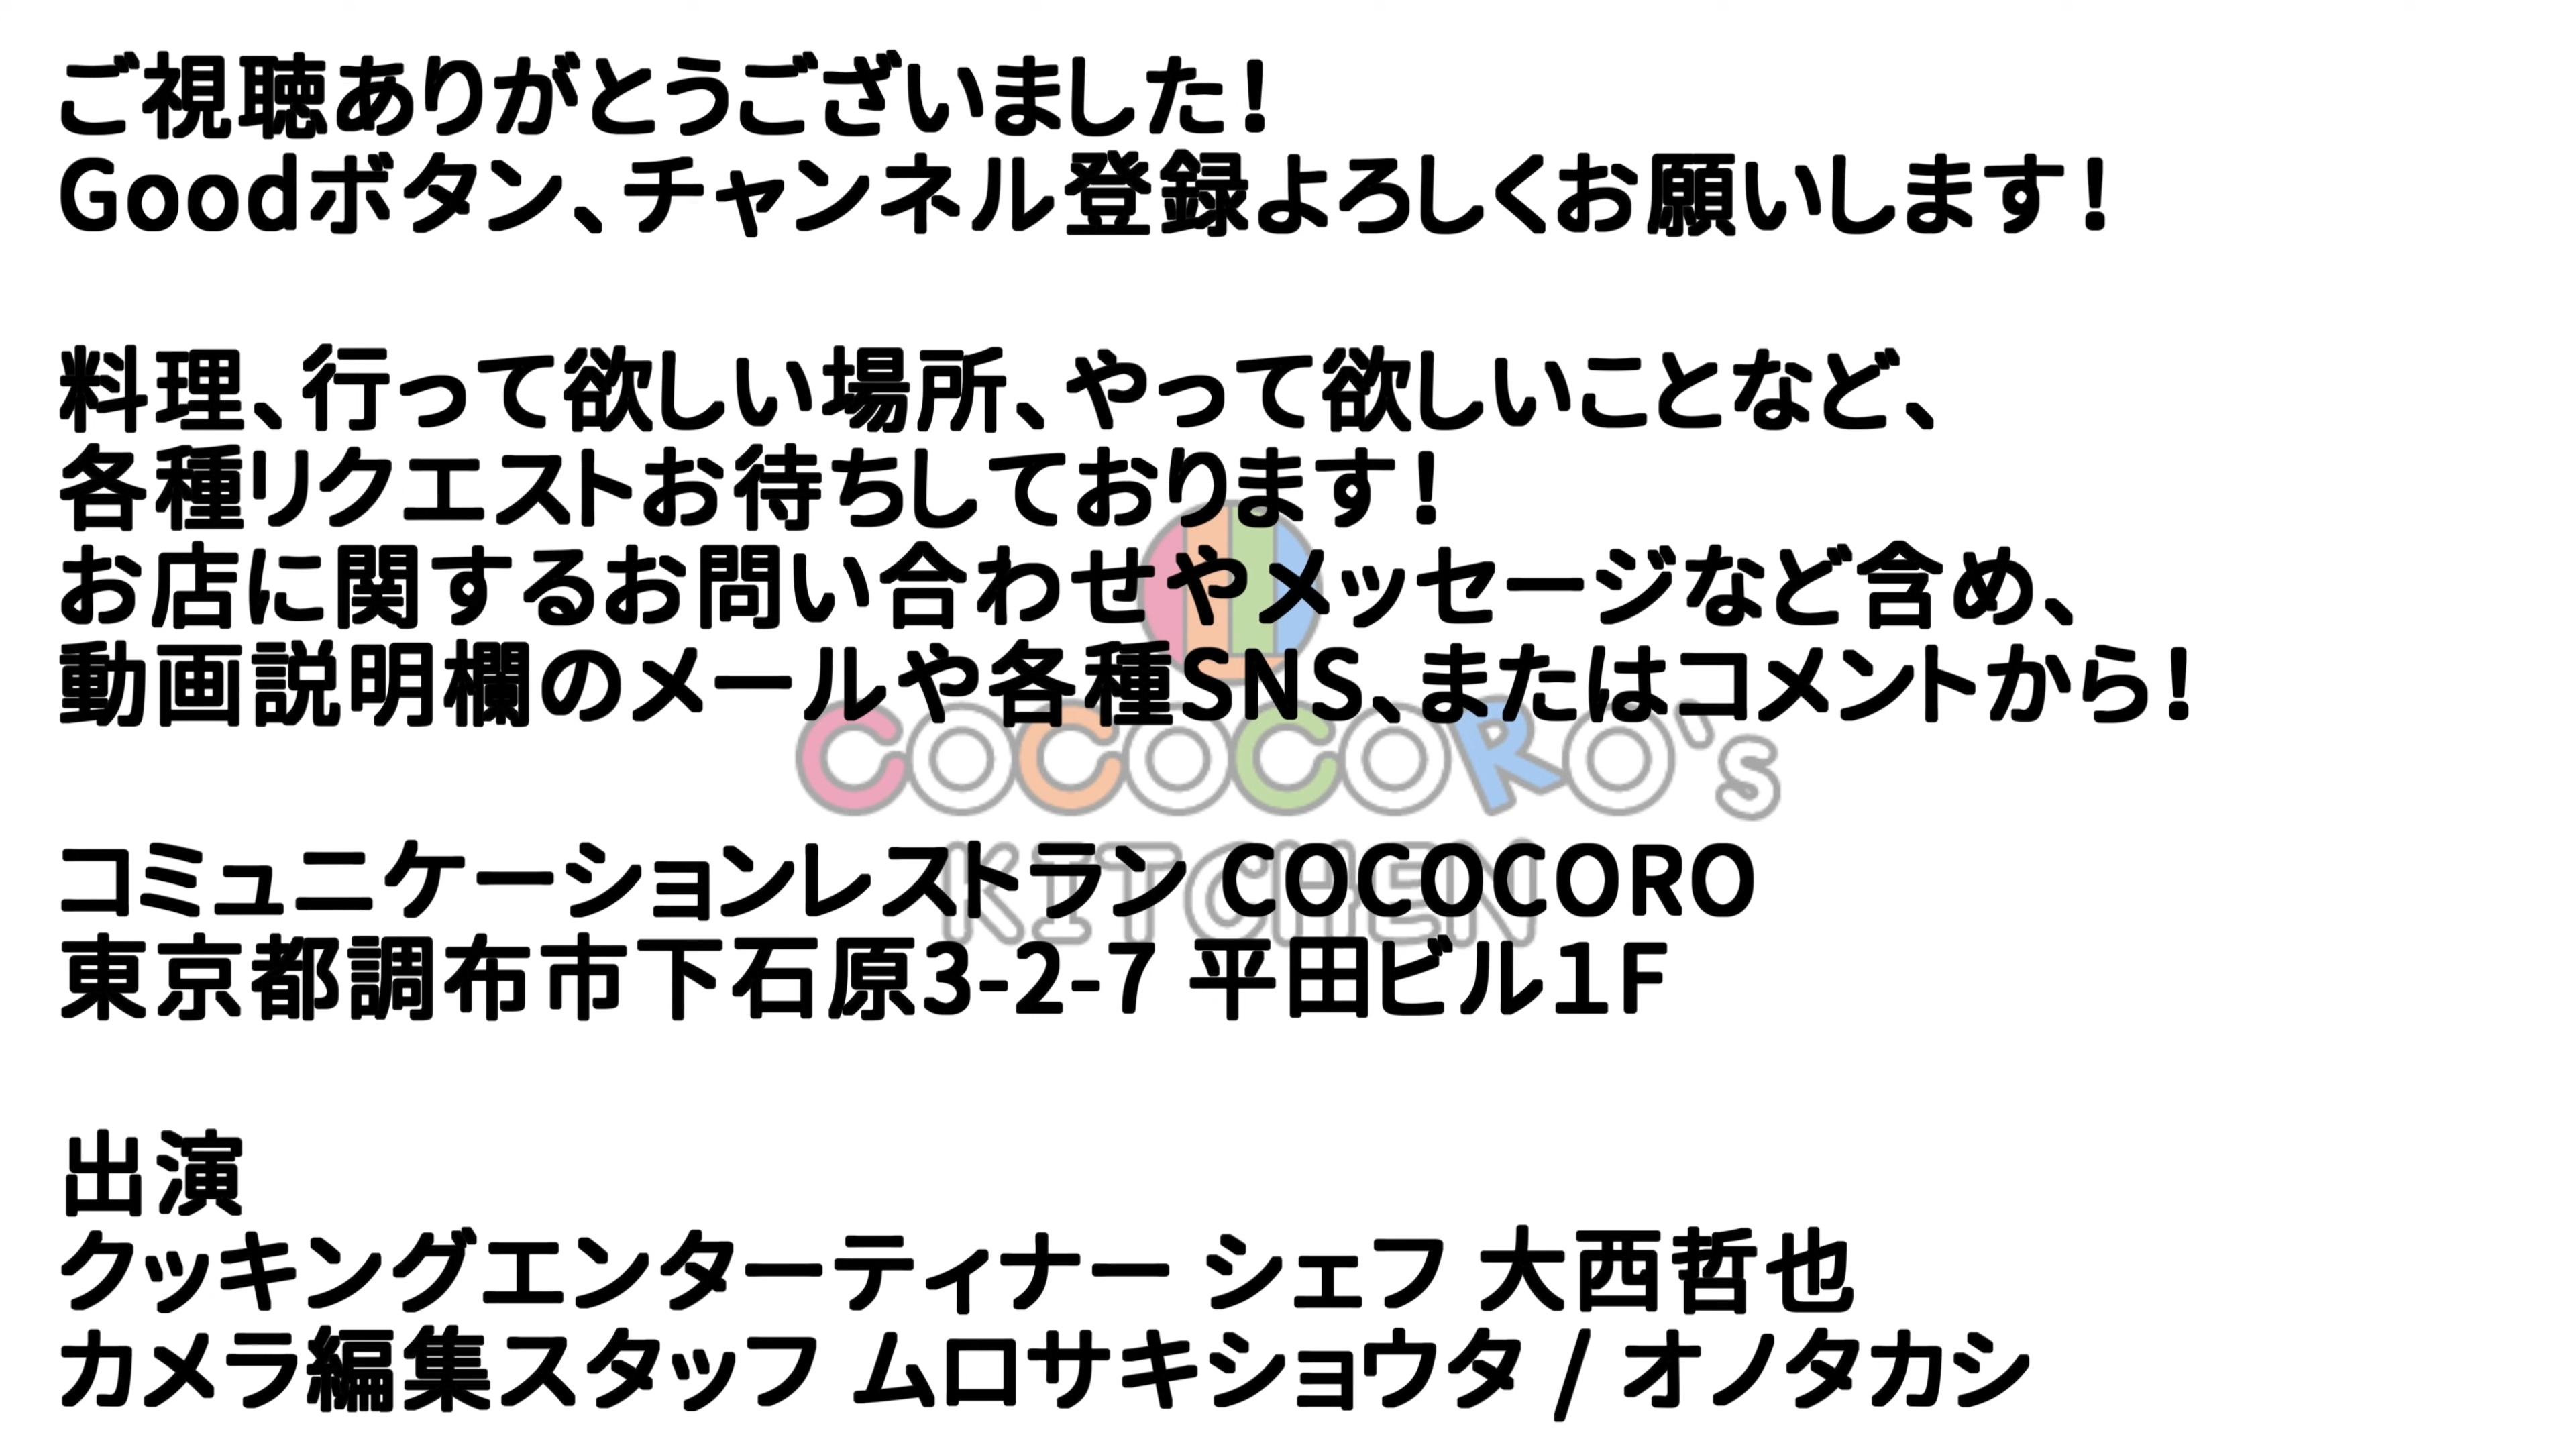 ご視聴ありがとうございました！
Goodボタン、チャンネル登録よろしくお願いします！
料理、行って欲しい場所、やって欲しいことなど、
各種リクエストお待ちしております！
お店に関するお問い合わせやメッセージなど含め、
動画説明欄のメールや各種SNS、またはコメントから！
COCOCORO's
KITCHEN
コミュニケーションレストラン COCOCORO
東京都調布市下石原3-2-7 平田ビル1F
出演
クッキングエンターティナー シェフ 大西哲也
カメラ編集スタッフ ムロサキショウタ / オノタカシ